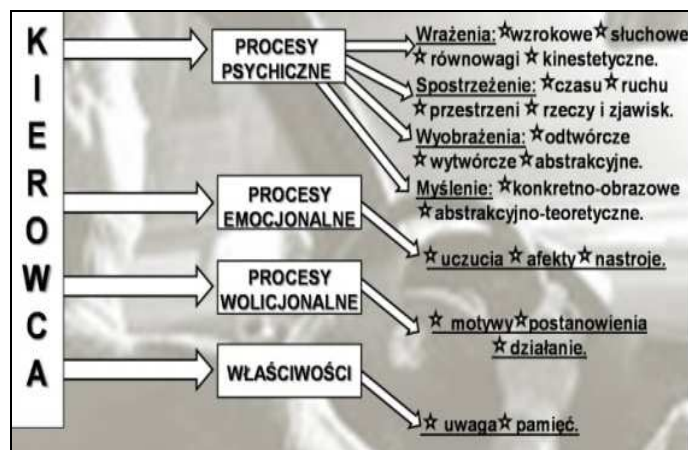 KIEROWCA
PROCESY
PSYCHICZNE
Wrażenia: ☆wzrokowe☆ słuchowe
☆równowagi ☆ kinestetyczne.
Spostrzeżenie: ☆czasu☆ ruchu
☆przestrzeni ☆ rzeczy i zjawisk.
Wyobrażenia: ☆odtwórcze
☆wytwórcze ☆abstrakcyjne.
Myślenie: ☆konkretno-obrazowe
☆abstrakcyjno-teoretyczne.
PROCESY
EMOCJONALNE
☆uczucia ☆ afekty☆ nastroje.
PROCESY
WOLICJONALNE
☆ motywy☆postanowienia
☆działanie.
WŁAŚCIWOŚCI
☆ uwaga☆ pamięć.